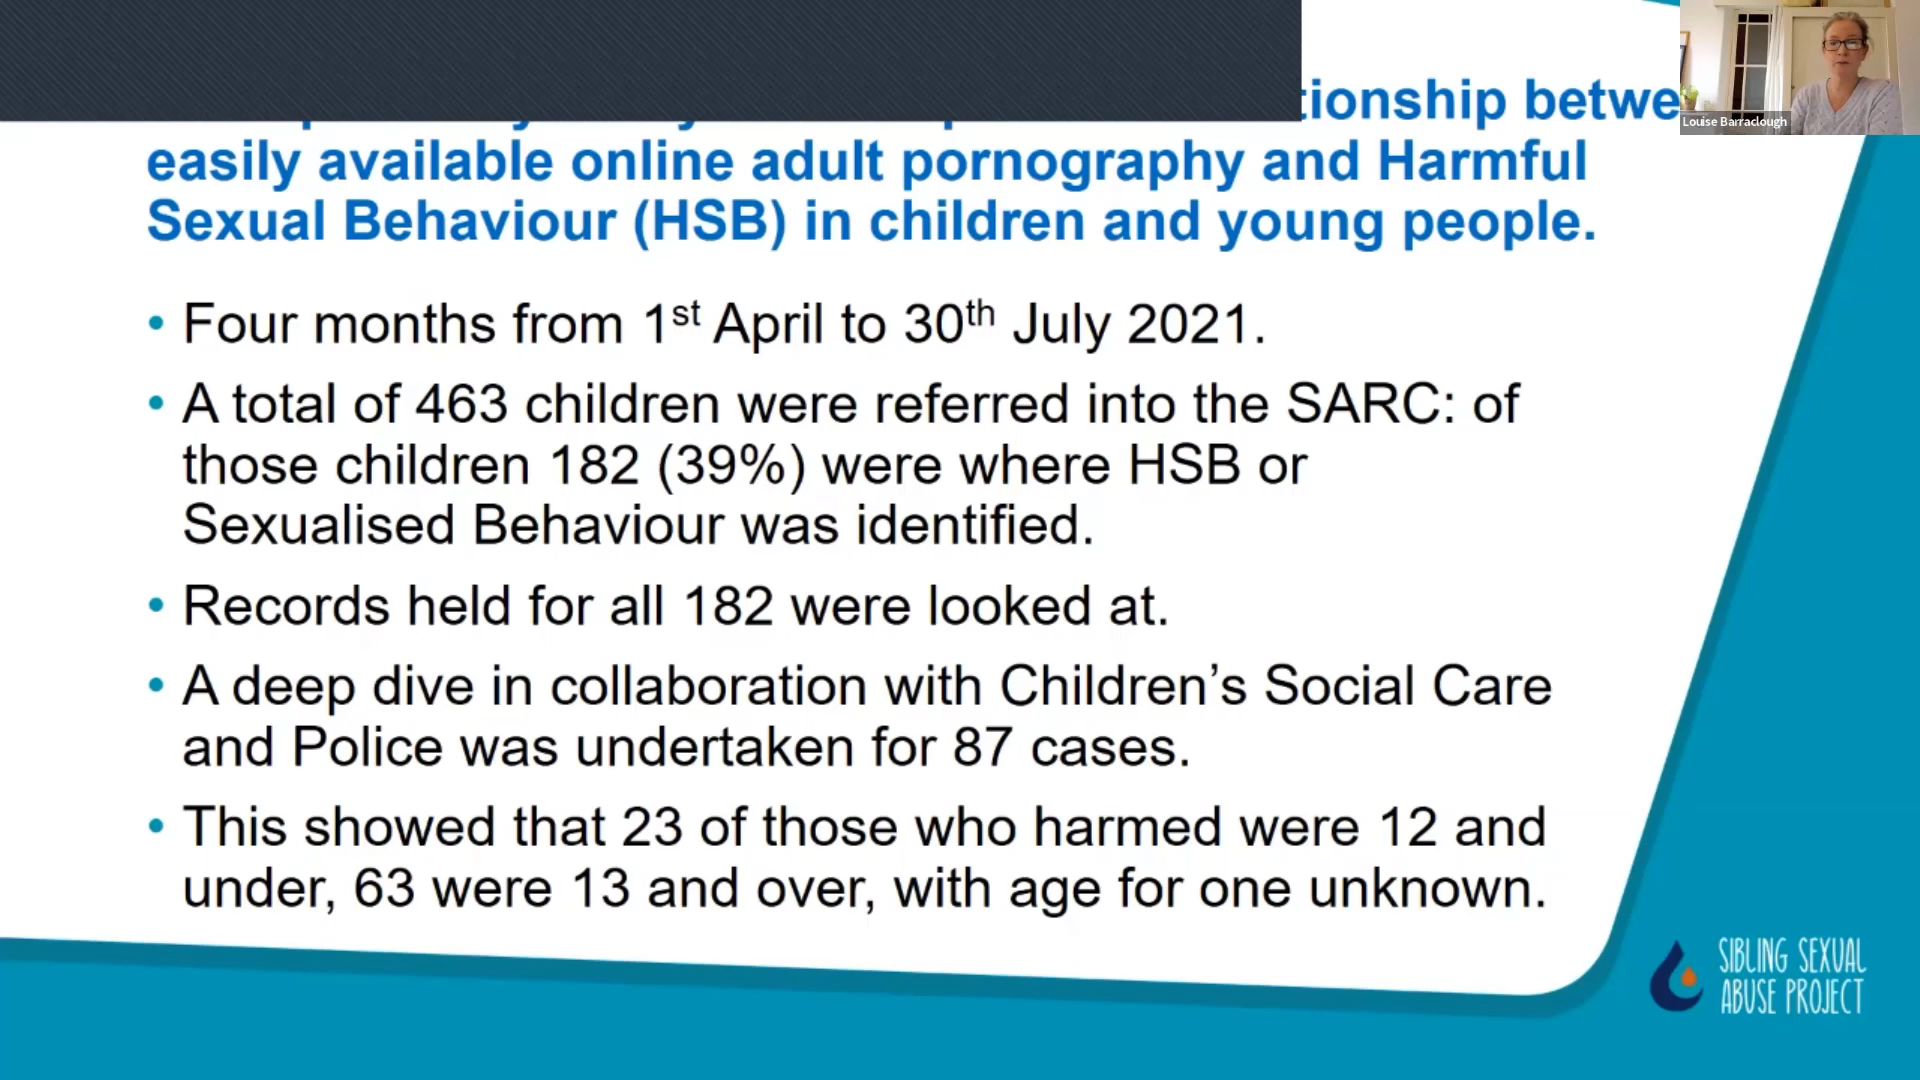 tionship betwe
Louise Barraclough
easily available online adult pornography and Harmful
Sexual Behaviour (HSB) in children and young people.
• Four months from 1st April to 30th July 2021.
• A total of 463 children were referred into the SARC: of
those children 182 (39%) were where HSB or
Sexualised Behaviour was identified.
• Records held for all 182 were looked at.
• A deep dive in collaboration with Children’s Social Care
and Police was undertaken for 87 cases.
• This showed that 23 of those who harmed were 12 and
under, 63 were 13 and over, with age for one unknown.
SIBLING SEXUAL
ABUSE PROJECT